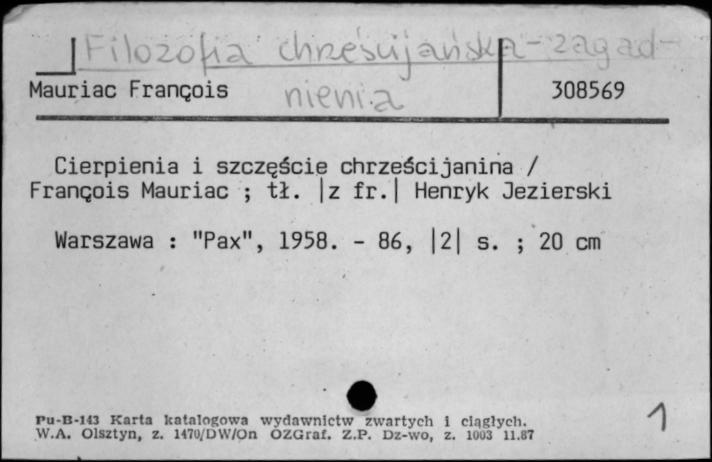 Filozofia chrześcijańska - zagad-
nienia
Mauriac François 308569
Cierpienia i szczęście chrześcijanina /
François Mauriac ; tł. |z fr.| Henryk Jezierski
Warszawa : "Pax", 1958. - 86, |2| s. ; 20 cm
Pu-B-143 Karta katalogowa wydawnictw zwartych i ciągłych.
W.A. Olsztyn, z. 1470/DW/On OZGraf. Z.P. Dz-wo, z. 1003 11.87
1